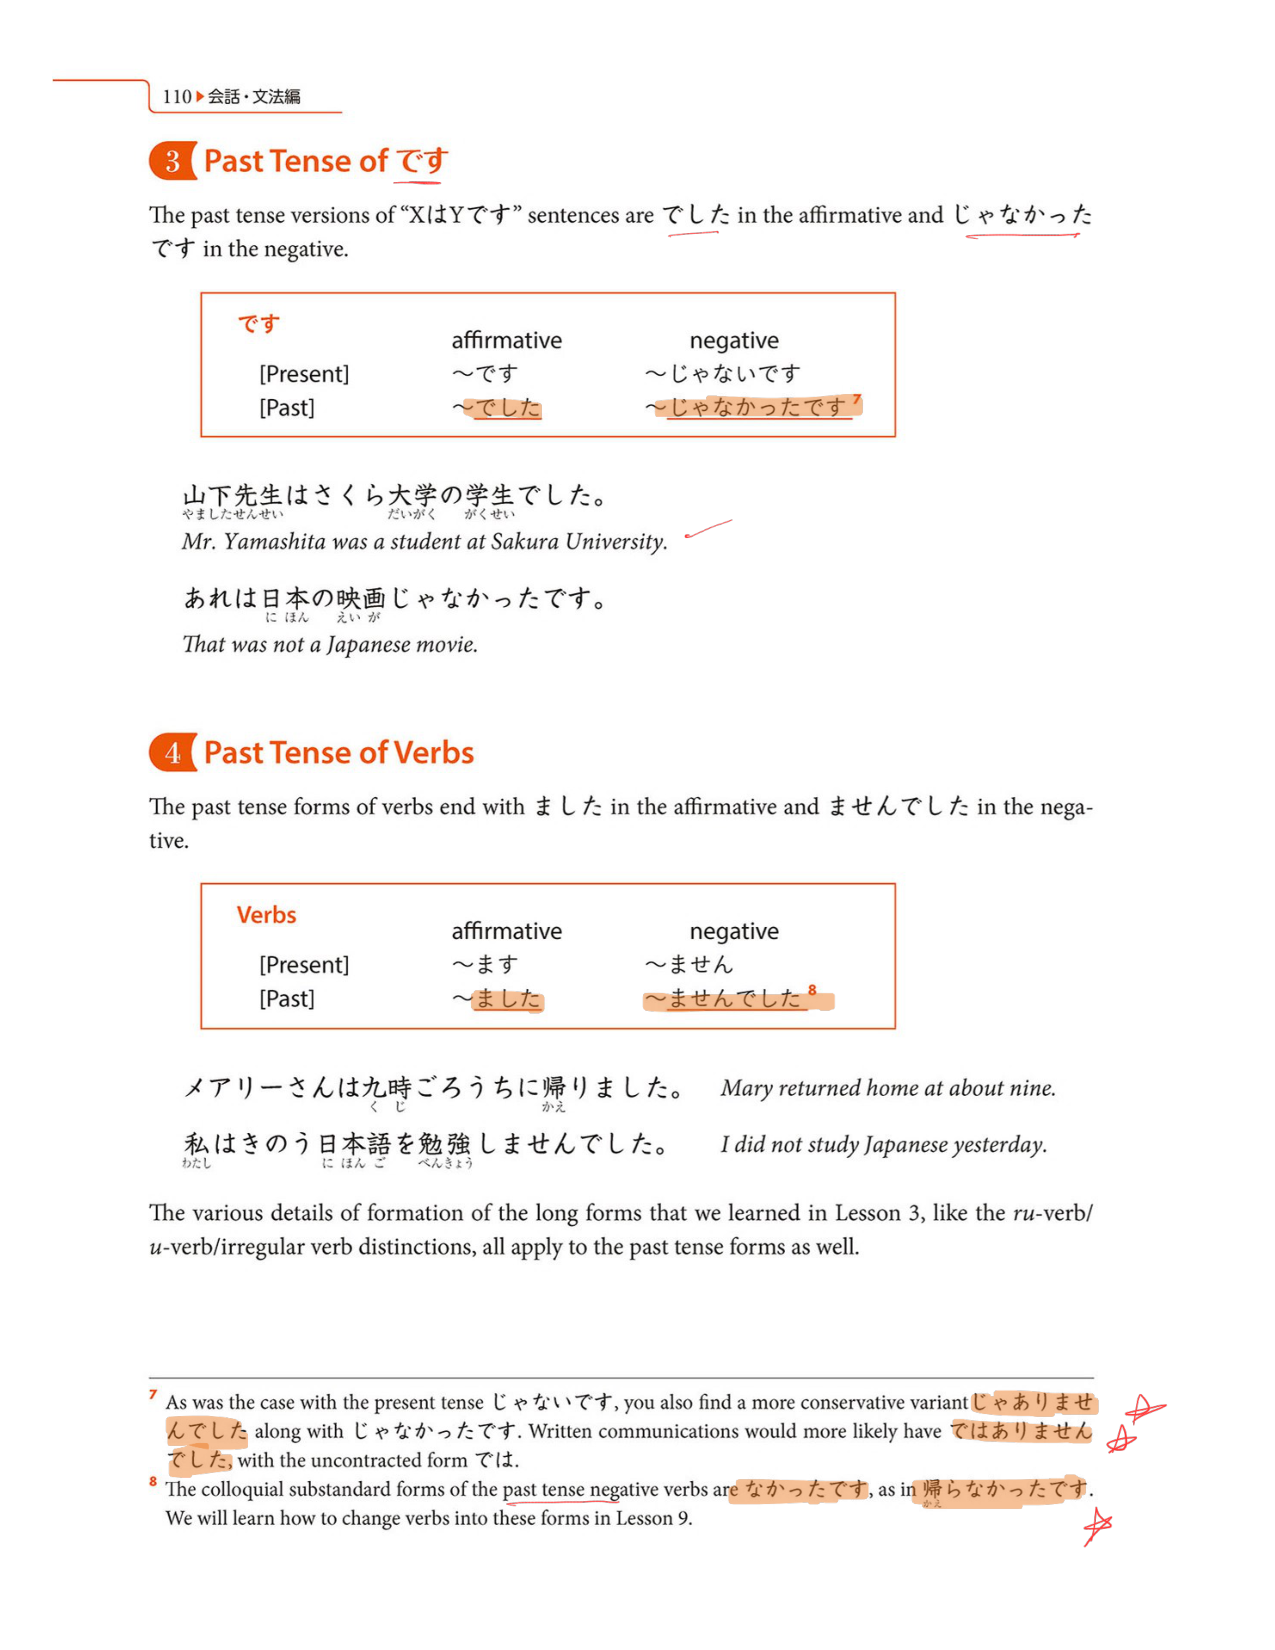 110▶会話・文法編
3 Past Tense of です
The past tense versions of “XはYです” sentences are でした in the affirmative and じゃなかった
です in the negative.
です
affirmative negative
[Present] ～です ～じゃないです
[Past] ～でした ～じゃなかったです7
山下先生はさくら大学の学生でした。
やましたせんせい だいがく がくせい
Mr. Yamashita was a student at Sakura University.
あれは日本の映画じゃなかったです。
に ほん えい が
That was not a Japanese movie.
4 Past Tense of Verbs
The past tense forms of verbs end with ました in the affirmative and ませんでした in the nega-
tive.
Verbs
affirmative negative
[Present] ～ます ～ません
[Past] ～ました ～ませんでした8
メアリーさんは九時ごろうちに帰りました。 Mary returned home at about nine.
く じ かえ
私はきのう日本語を勉強しませんでした。 I did not study Japanese yesterday.
わたし に ほん ご べんきょう
The various details of formation of the long forms that we learned in Lesson 3, like the ru-verb/
u-verb/irregular verb distinctions, all apply to the past tense forms as well.
7 As was the case with the present tense じゃないです, you also find a more conservative variant じゃありませ
んでした along with じゃなかったです. Written communications would more likely have ではありません
でした, with the uncontracted form では.
8 The colloquial substandard forms of the past tense negative verbs are なかったです, as in 帰らなかったです.
かえ
We will learn how to change verbs into these forms in Lesson 9.